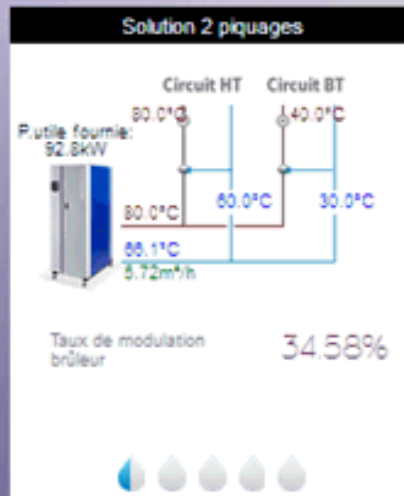 Solution 2 piquages
Circuit HT Circuit BT
80.0°C 40.0°C
P.utile fournie:
92.8kW
80.0°C 60.0°C 30.0°C
66.1°C
5.72m³/h
Taux de modulation
brûleur
34.58%